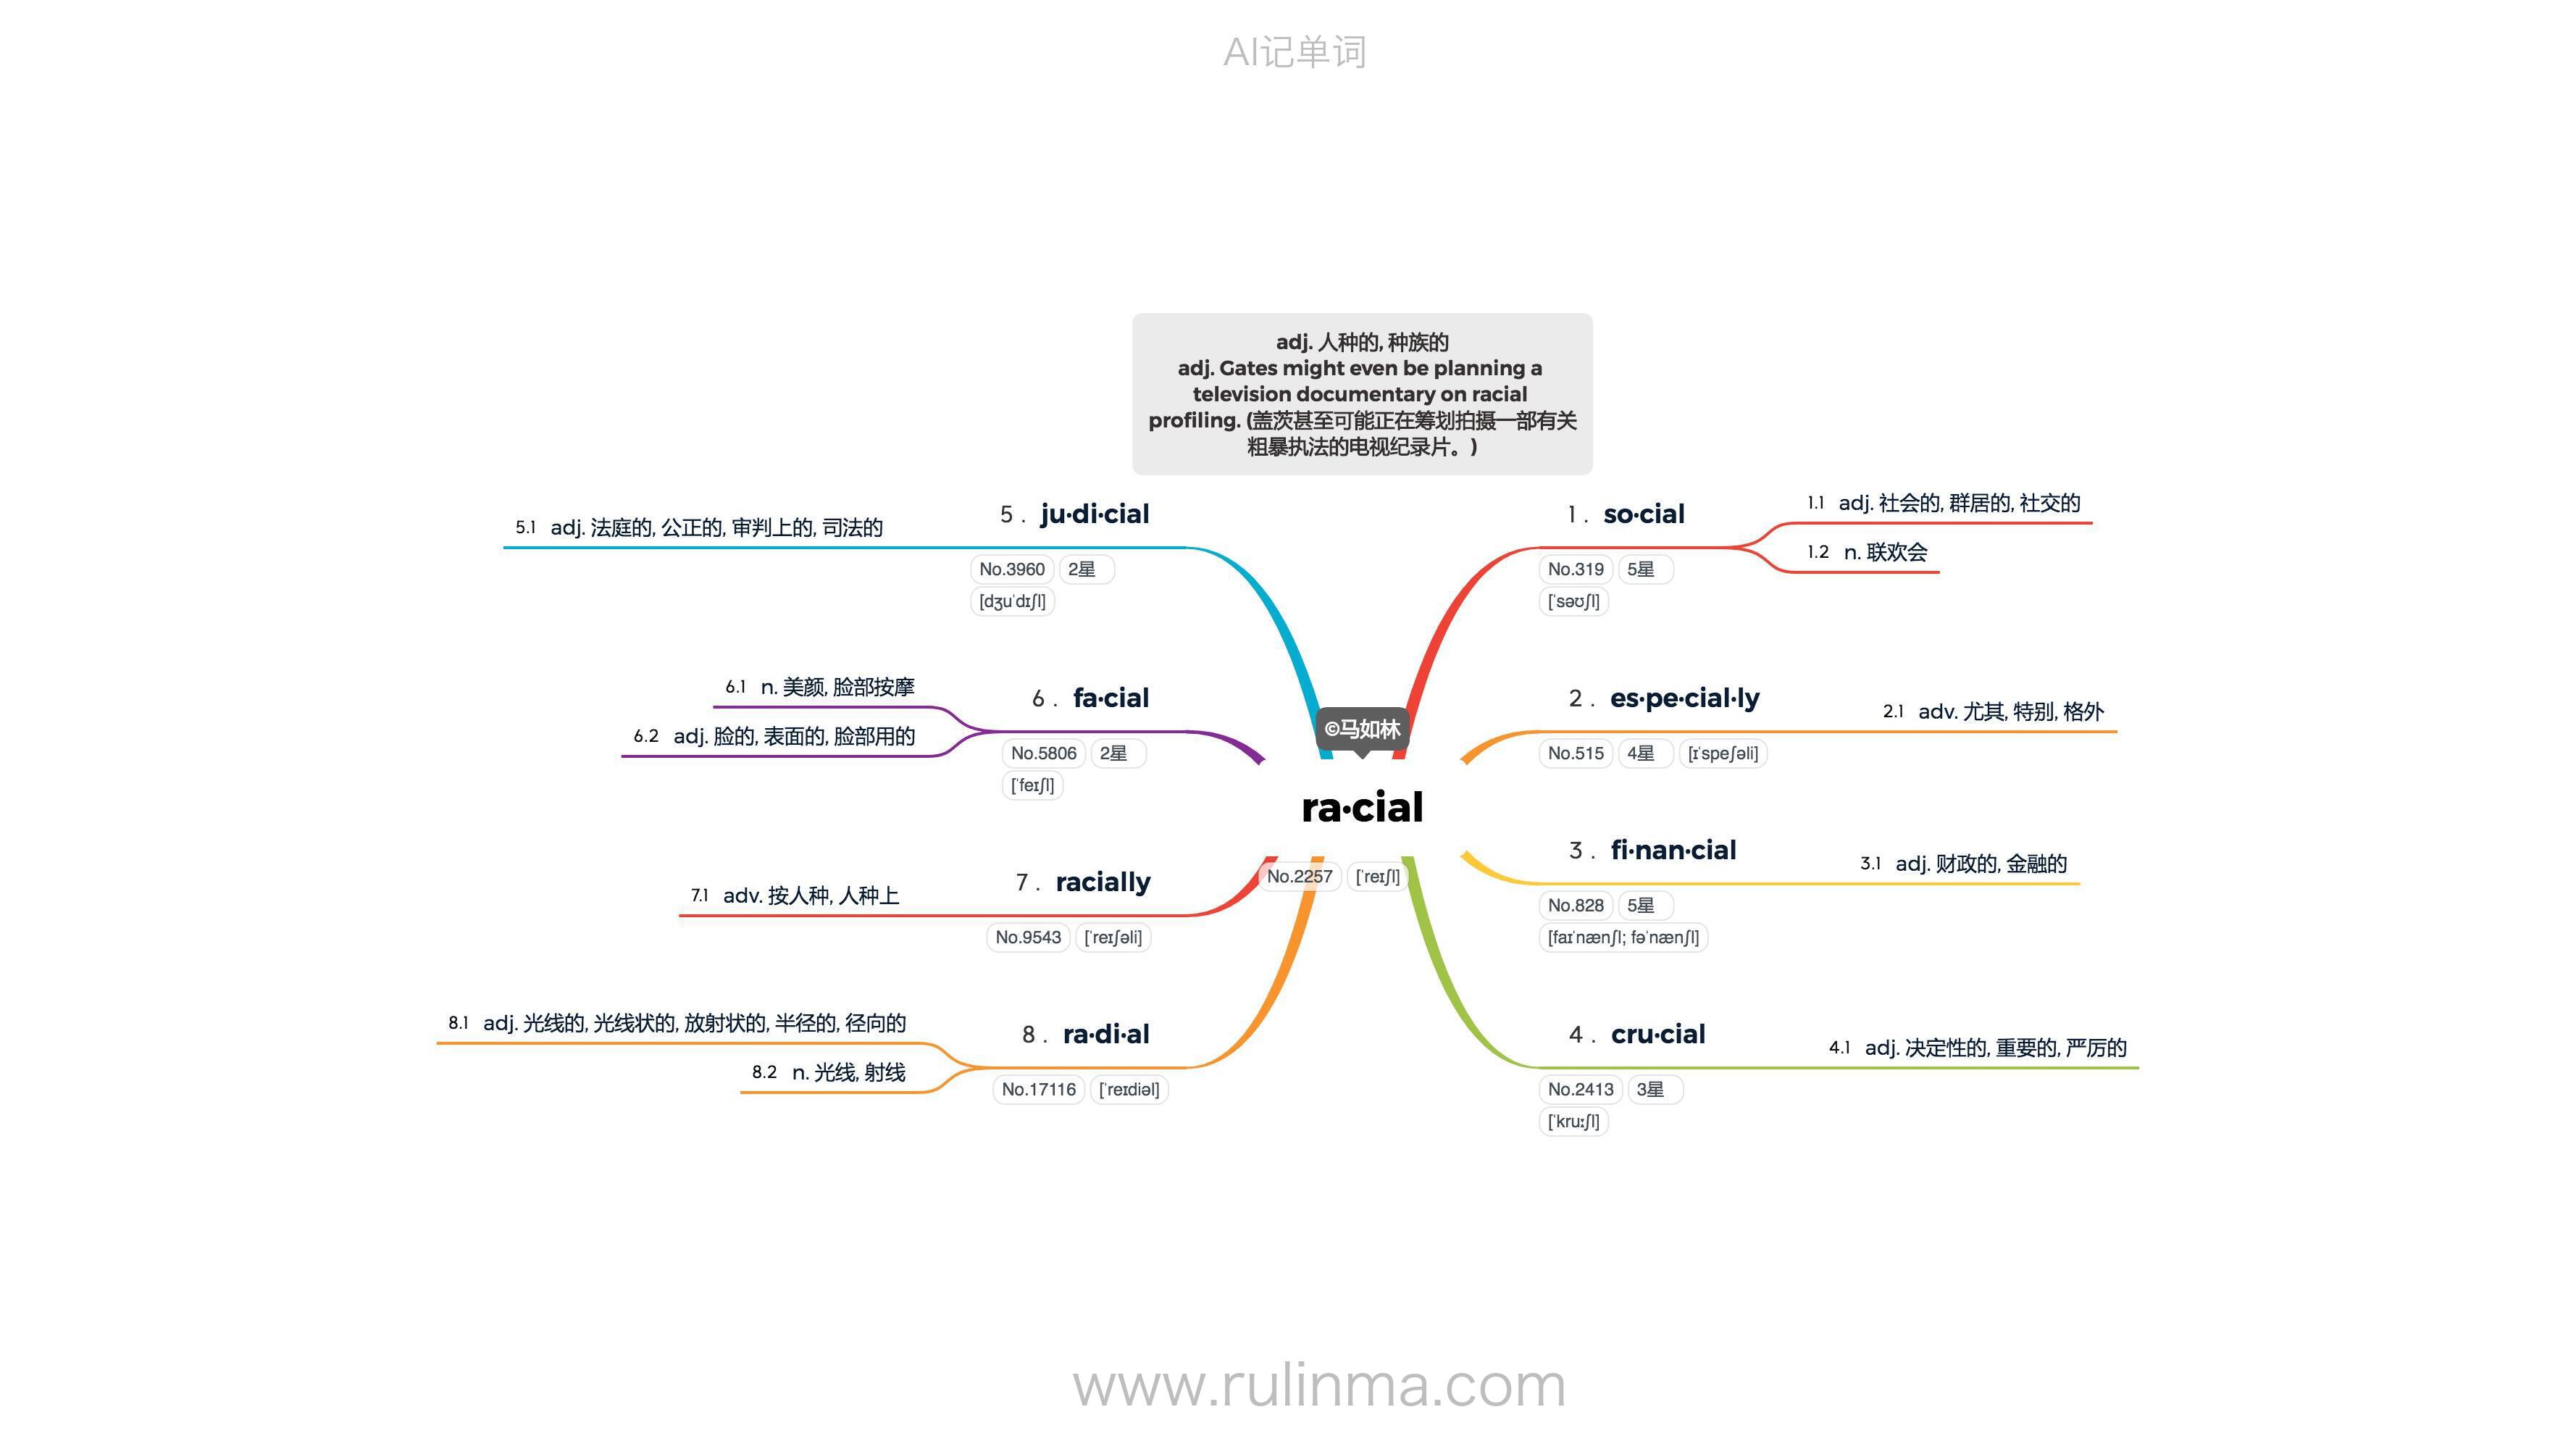 AI记单词
adj. 人种的, 种族的
adj. Gates might even be planning a
television documentary on racial
profiling. (盖茨甚至可能正在筹划拍摄一部有关
粗暴执法的电视纪录片。)
©马如林
ra·cial
No.2257 [ˈreɪʃl]
1 . so·cial
No.319 5星
[ˈsəʊʃl]
1.1 adj. 社会的, 群居的, 社交的
1.2 n. 联欢会
2 . es·pe·cial·ly
No.515 4星 [ɪˈspeʃəli]
2.1 adv. 尤其, 特别, 格外
3 . fi·nan·cial
No.828 5星
[faɪˈnænʃl; fəˈnænʃl]
3.1 adj. 财政的, 金融的
4 . cru·cial
No.2413 3星
[ˈkruːʃl]
4.1 adj. 决定性的, 重要的, 严厉的
5 . ju·di·cial
No.3960 2星
[dʒuˈdɪʃl]
5.1 adj. 法庭的, 公正的, 审判上的, 司法的
6 . fa·cial
No.5806 2星
[ˈfeɪʃl]
6.1 n. 美颜, 脸部按摩
6.2 adj. 脸的, 表面的, 脸部用的
7 . racially
No.9543 [ˈreɪʃəli]
7.1 adv. 按人种, 人种上
8 . ra·di·al
No.17116 [ˈreɪdiəl]
8.1 adj. 光线的, 光线状的, 放射状的, 半径的, 径向的
8.2 n. 光线, 射线
www.rulinma.com